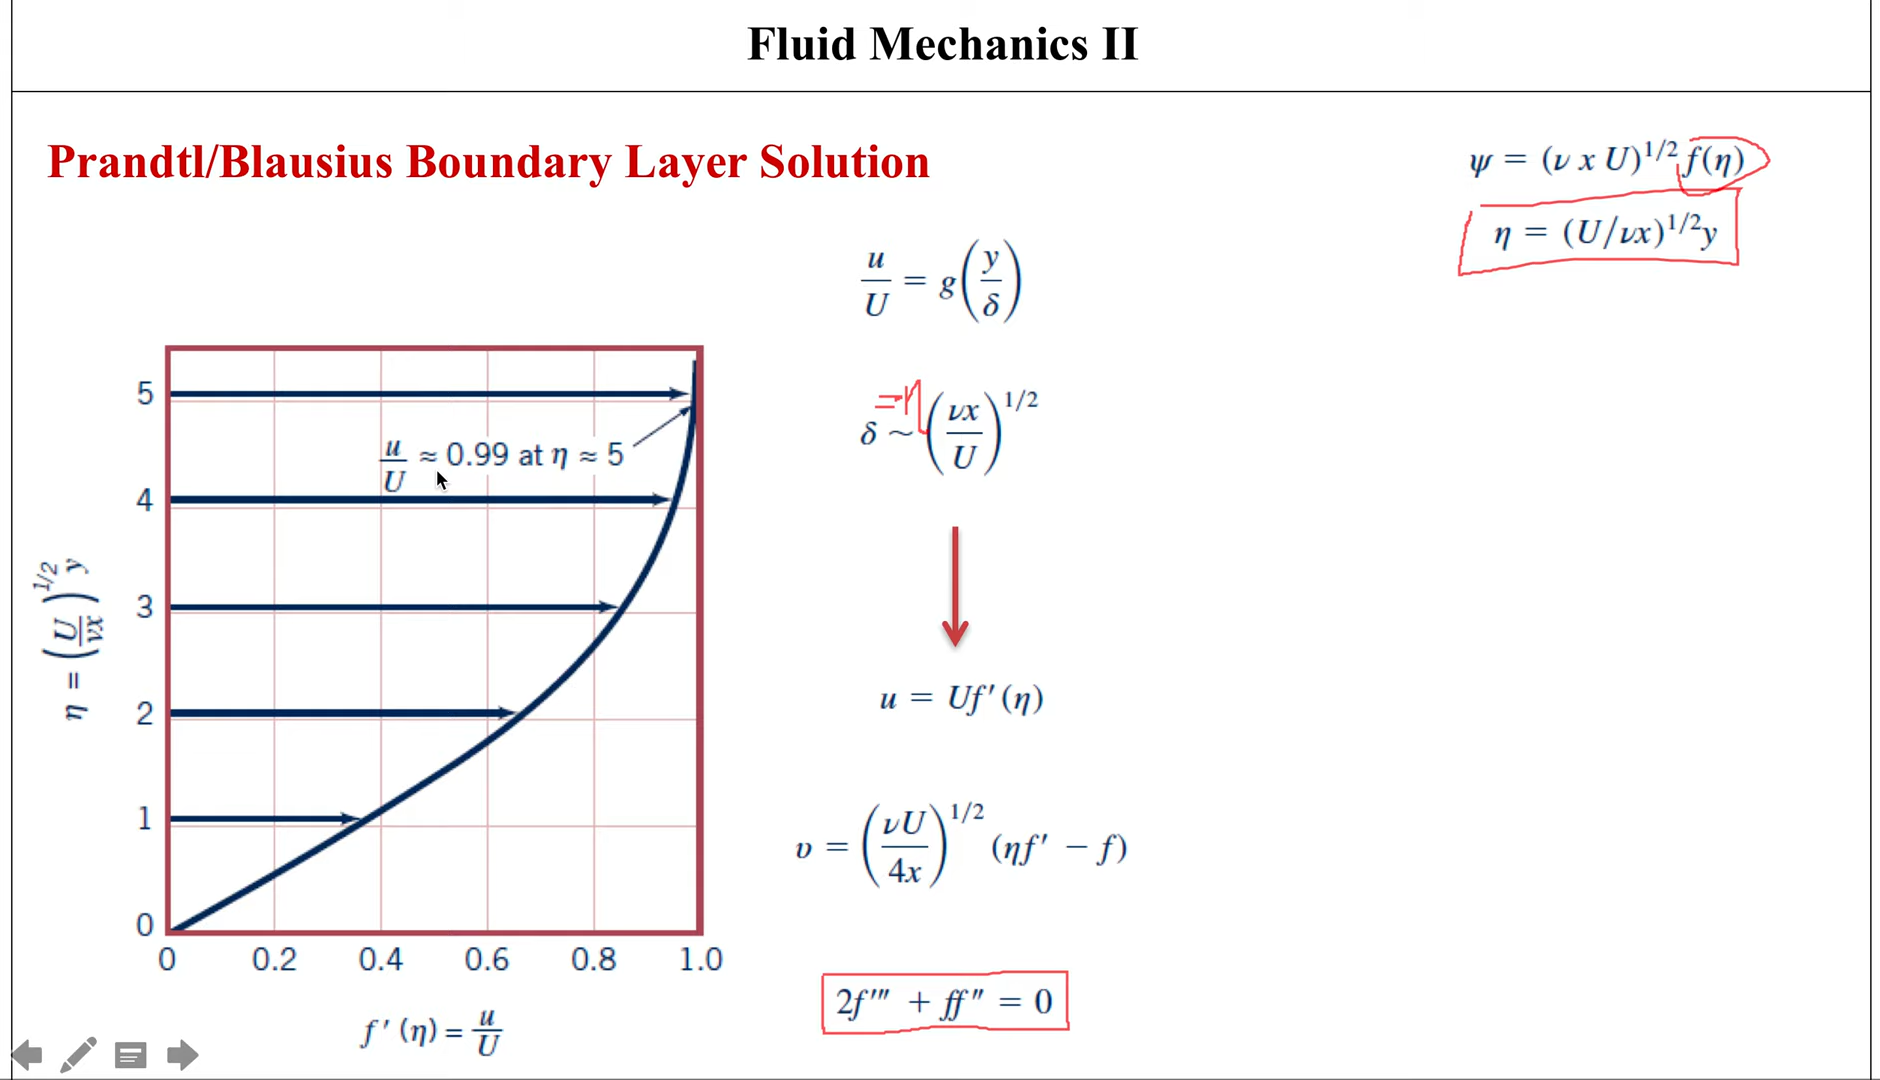 Fluid Mechanics II
Prandtl/Blausius Boundary Layer Solution
ψ = (ν x U)^1/2 f(η)
η = (U/νx)^1/2 y
u/U = g(y/δ)
=η
δ ~ (νx/U)^1/2
u = Uf′(η)
υ = (νU/4x)^1/2 (ηf′ − f)
2f‴ + ff″ = 0
η = (U/νx)^1/2 y
5
u/U ≈ 0.99 at η ≈ 5
4
3
2
1
0
0 0.2 0.4 0.6 0.8 1.0
f′(η) = u/U